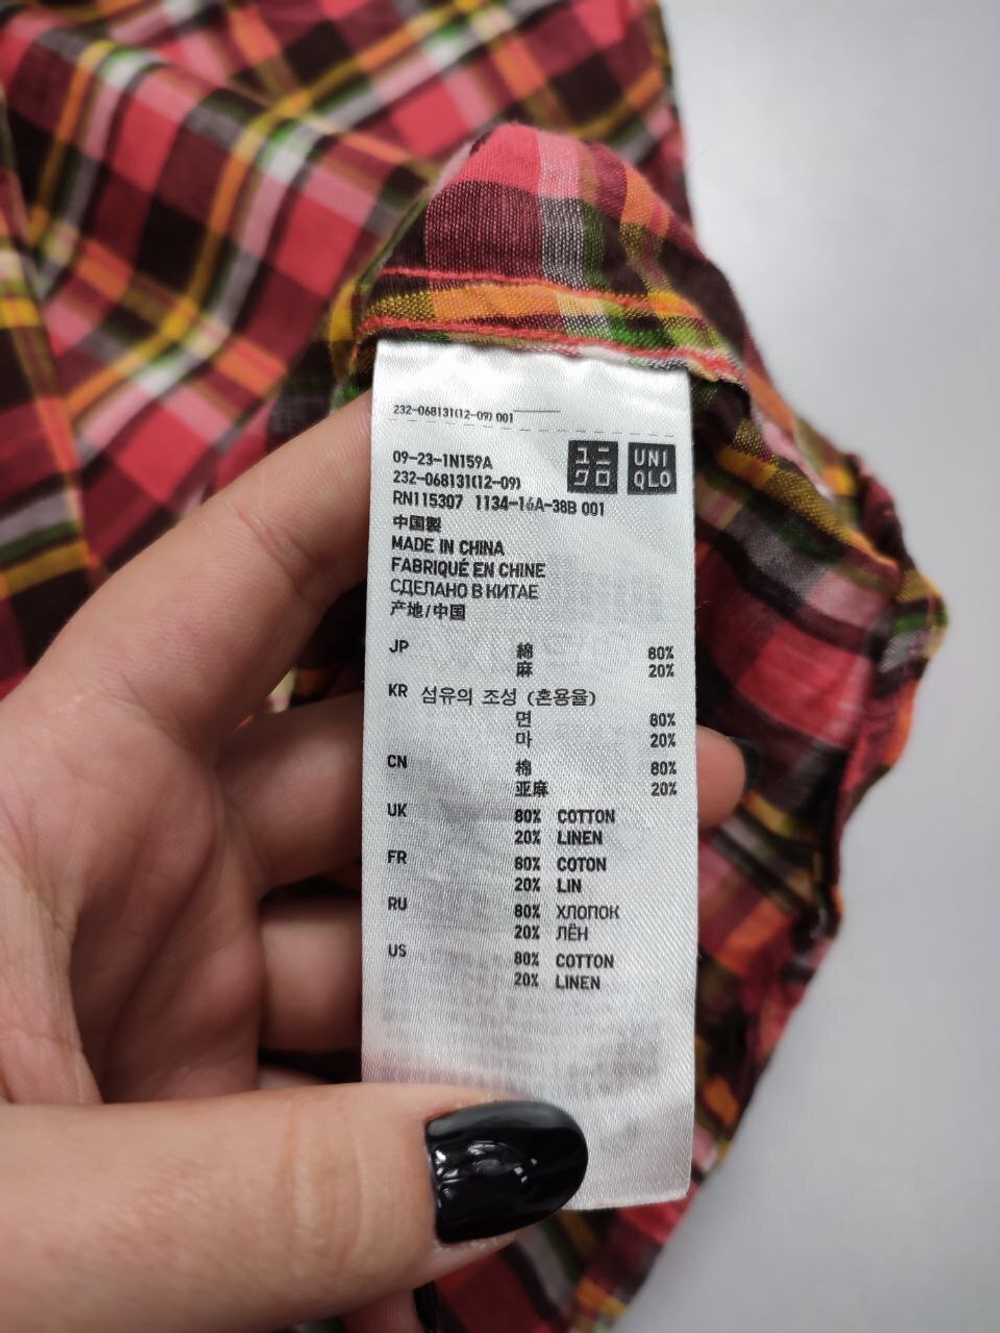 232-068131(12-09) 001
09-23-1N159A
232-068131(12-09)
ユニ
クロ
UNI
QLO
RN115307 1134-16A-38B 001
中国製
MADE IN CHINA
FABRIQUÉ EN CHINE
СДЕЛАНО В КИТАЕ
产地/中国
JP 綿 80%
麻 20%
KR 섬유의 조성 (혼용율)
면 80%
마 20%
CN 棉 80%
亚麻 20%
UK 80% COTTON
20% LINEN
FR 80% COTON
20% LIN
RU 80% ХЛОПОК
20% ЛЁН
US 80% COTTON
20% LINEN